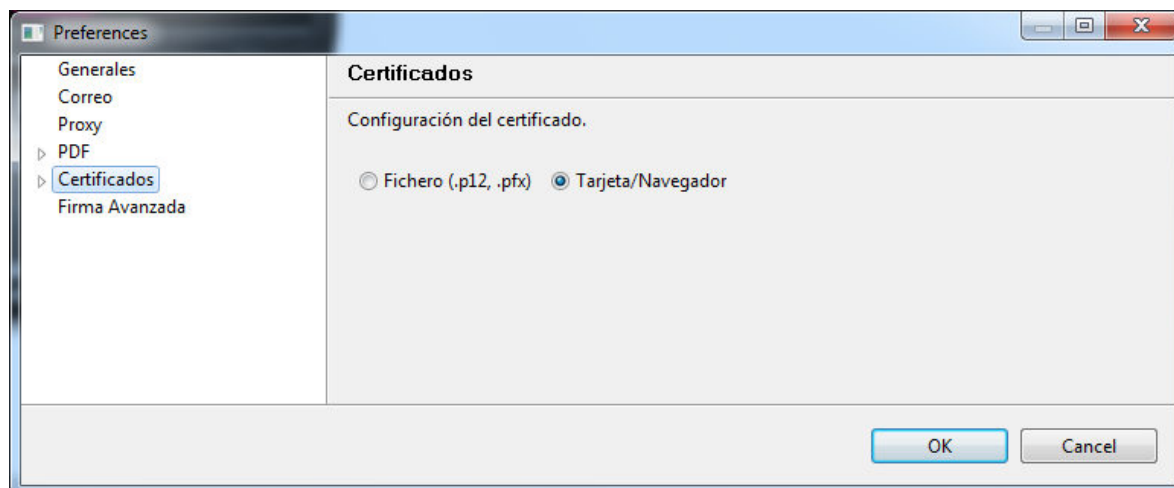 Preferences
Generales
Correo
Proxy
PDF
Certificados
Firma Avanzada
Certificados
Configuración del certificado.
Fichero (.p12, .pfx) Tarjeta/Navegador
OK Cancel